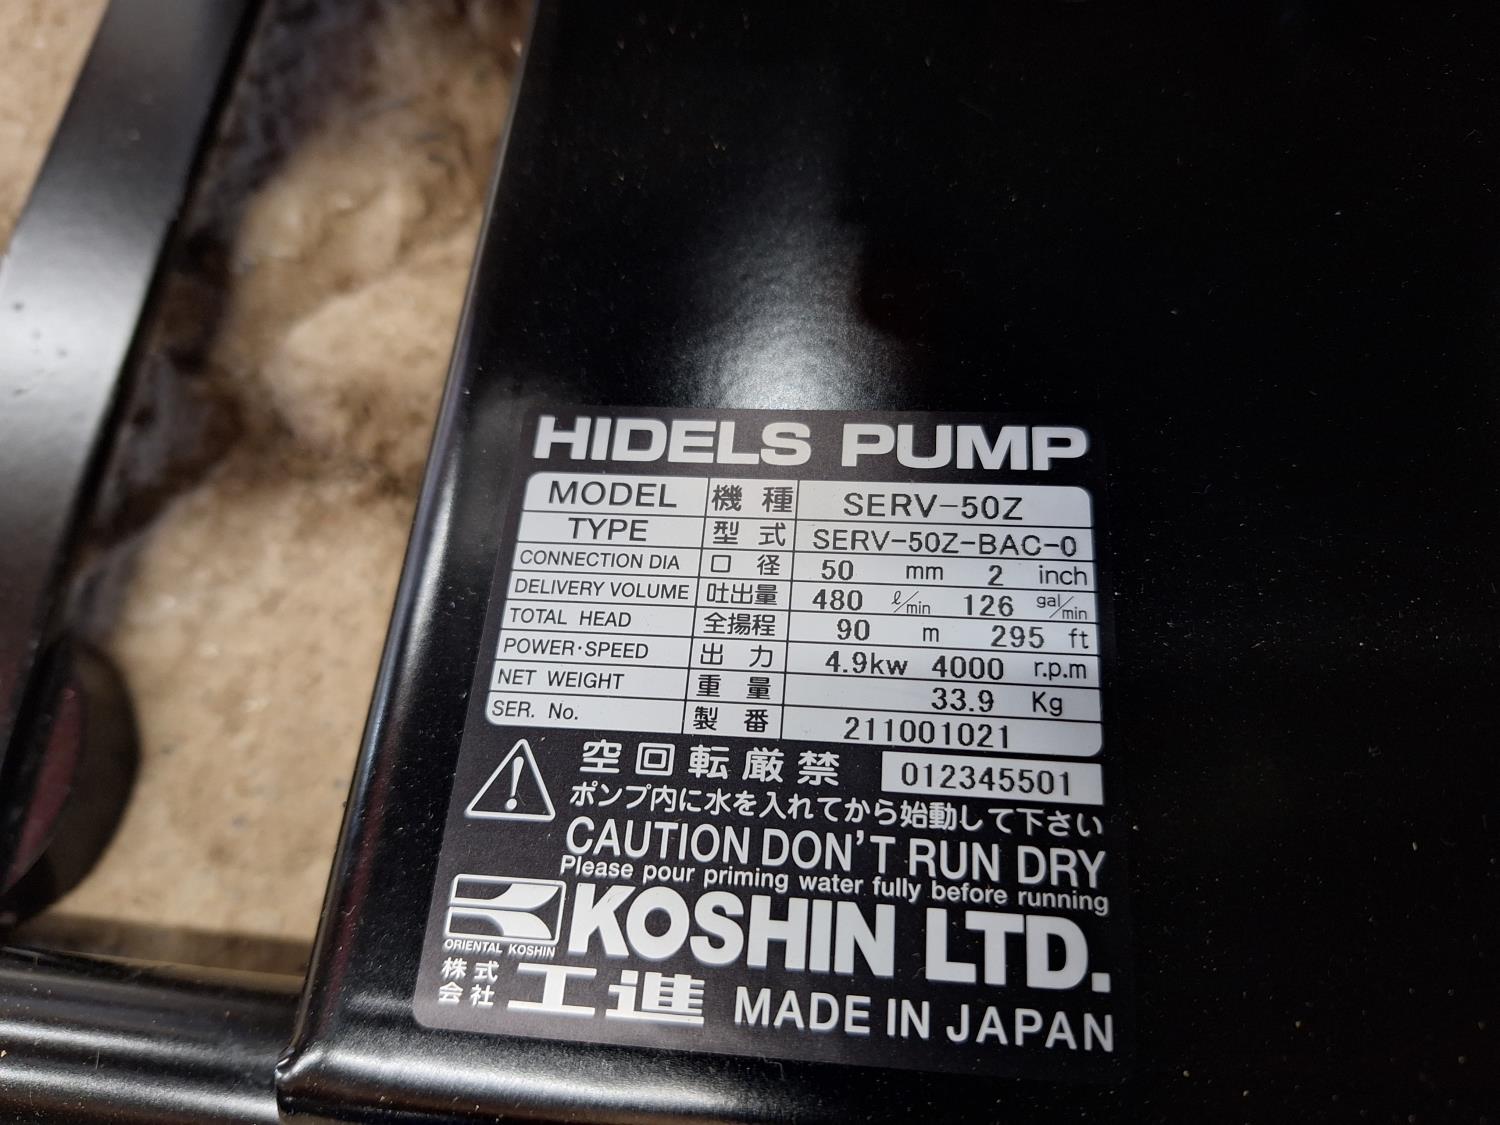 HIDELS PUMP
MODEL 機種 SERV-50Z
TYPE 型式 SERV-50Z-BAC-0
CONNECTION DIA 口径 50 mm 2 inch
DELIVERY VOLUME 吐出量 480 ℓ/min 126 gal/min
TOTAL HEAD 全揚程 90 m 295 ft
POWER·SPEED 出力 4.9kw 4000 r.p.m
NET WEIGHT 重量 33.9 Kg
SER. No. 製番 211001021
空回転厳禁 012345501
ポンプ内に水を入れてから始動して下さい
CAUTION DON'T RUN DRY
Please pour priming water fully before running
KOSHIN LTD.
ORIENTAL KOSHIN
株式会社 工進 MADE IN JAPAN